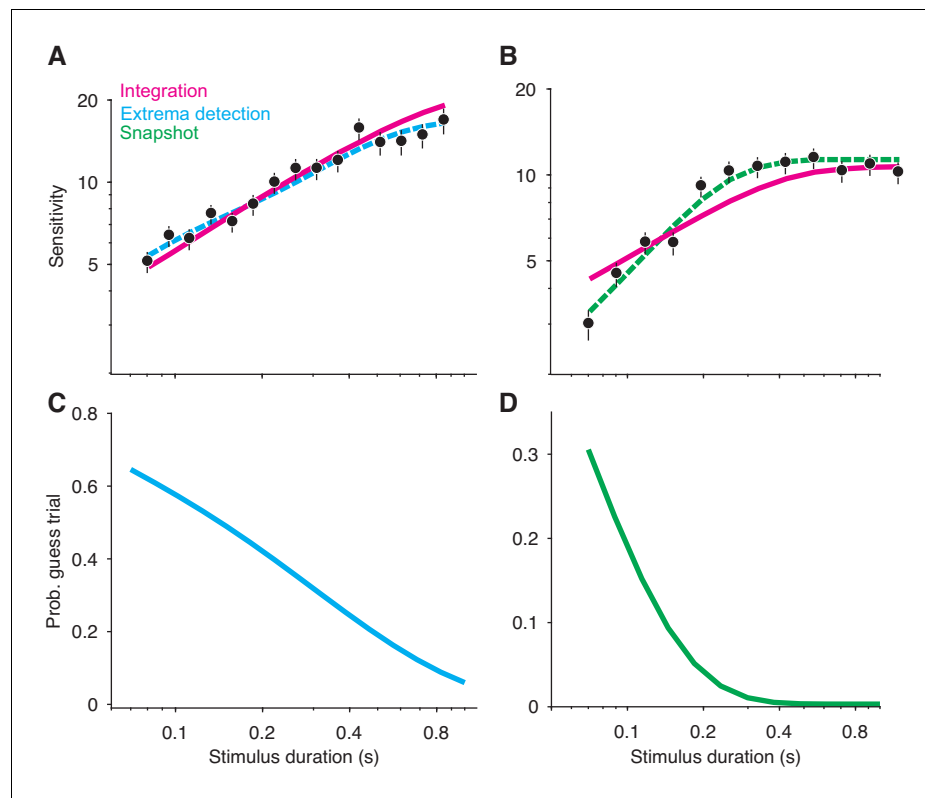 A
Integration
Extrema detection
Snapshot
20
10
5
Sensitivity
B
20
10
5
C
0.8
0.6
0.4
0.2
0
Prob. guess trial
0.1
0.2
0.4
0.8
Stimulus duration (s)
D
0.3
0.2
0.1
0
0.1
0.2
0.4
0.8
Stimulus duration (s)